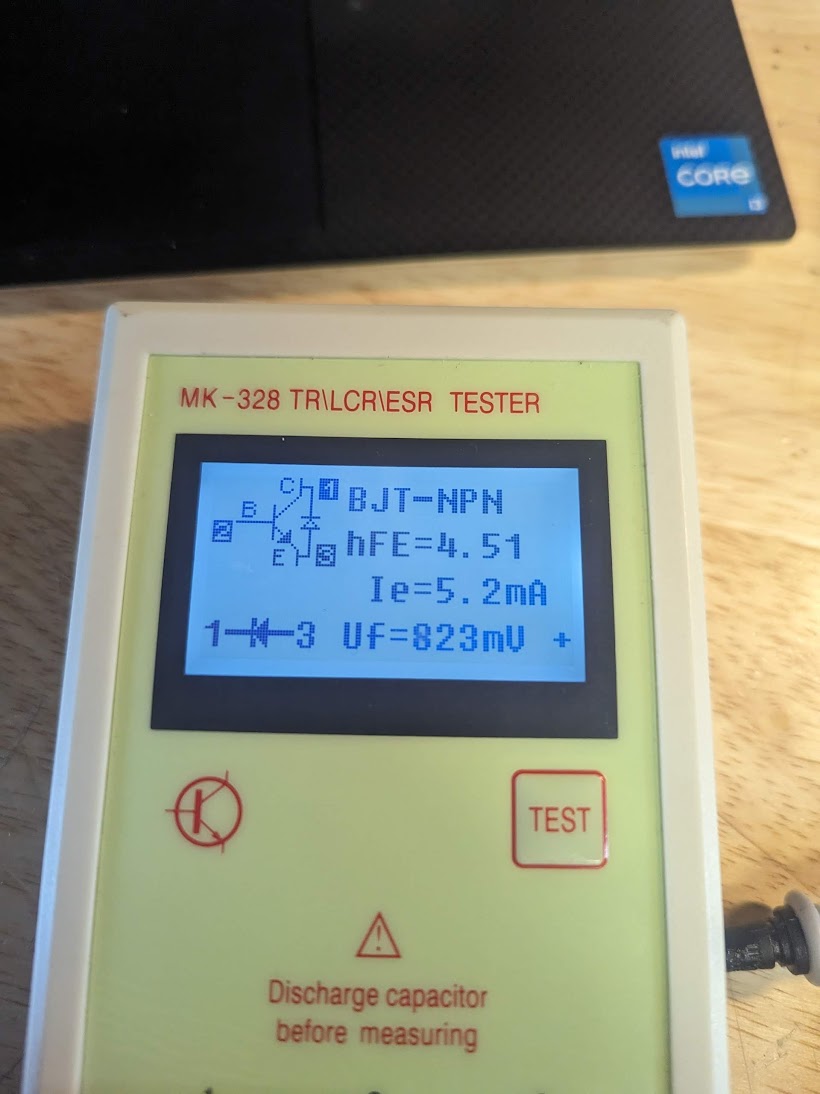 intel
CORE
MK-328 TR\LCR\ESR TESTER
C 1 BJT-NPN
B
2
hFE=4.51
E 3
Ie=5.2mA
1 3 Uf=823mV +
TEST
Discharge capacitor
before measuring